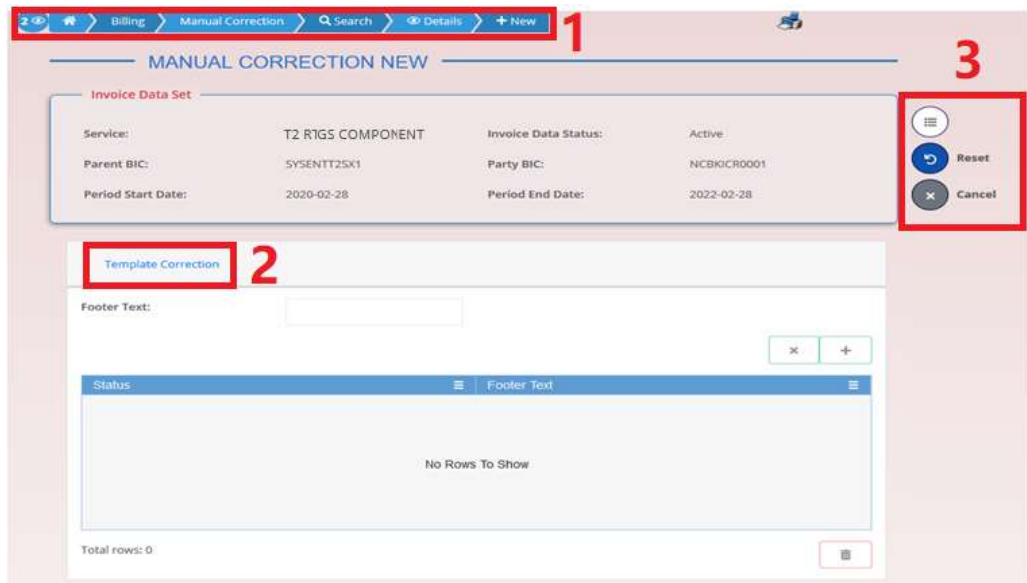 2 Billing Manual Correction Search Details + New
1
MANUAL CORRECTION NEW
3
Invoice Data Set
Service: T2 RTGS COMPONENT Invoice Data Status: Active
Parent BIC: SYSENTT2SX1 Party BIC: NCBKICR0001
Reset
Period Start Date: 2020-02-28 Period End Date: 2022-02-28
Cancel
Template Correction
2
Footer Text:
× +
Status Footer Text
No Rows To Show
Total rows: 0